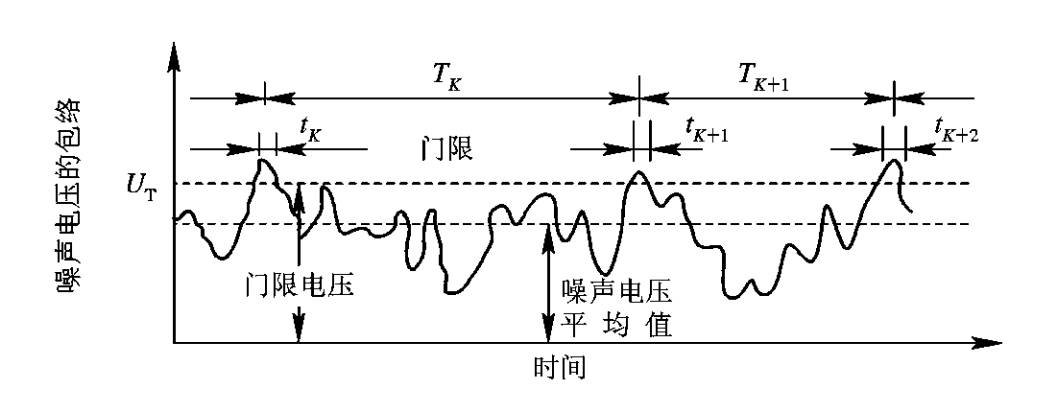 噪声电压的包络
T_K
T_{K+1}
t_K
门限
t_{K+1}
t_{K+2}
U_T
门限电压
噪声电压
平均值
时间